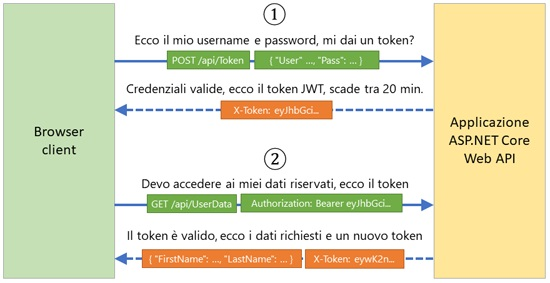 ①
Ecco il mio username e password, mi dai un token?
POST /api/Token
{ "User" ..., "Pass": ... }
Credenziali valide, ecco il token JWT, scade tra 20 min.
X-Token: eyJhbGci...
Browser
client
Applicazione
ASP.NET Core
Web API
②
Devo accedere ai miei dati riservati, ecco il token
GET /api/UserData
Authorization: Bearer eyJhbGci...
Il token è valido, ecco i dati richiesti e un nuovo token
{ "FirstName": ..., "LastName": ... }
X-Token: eywK2n...